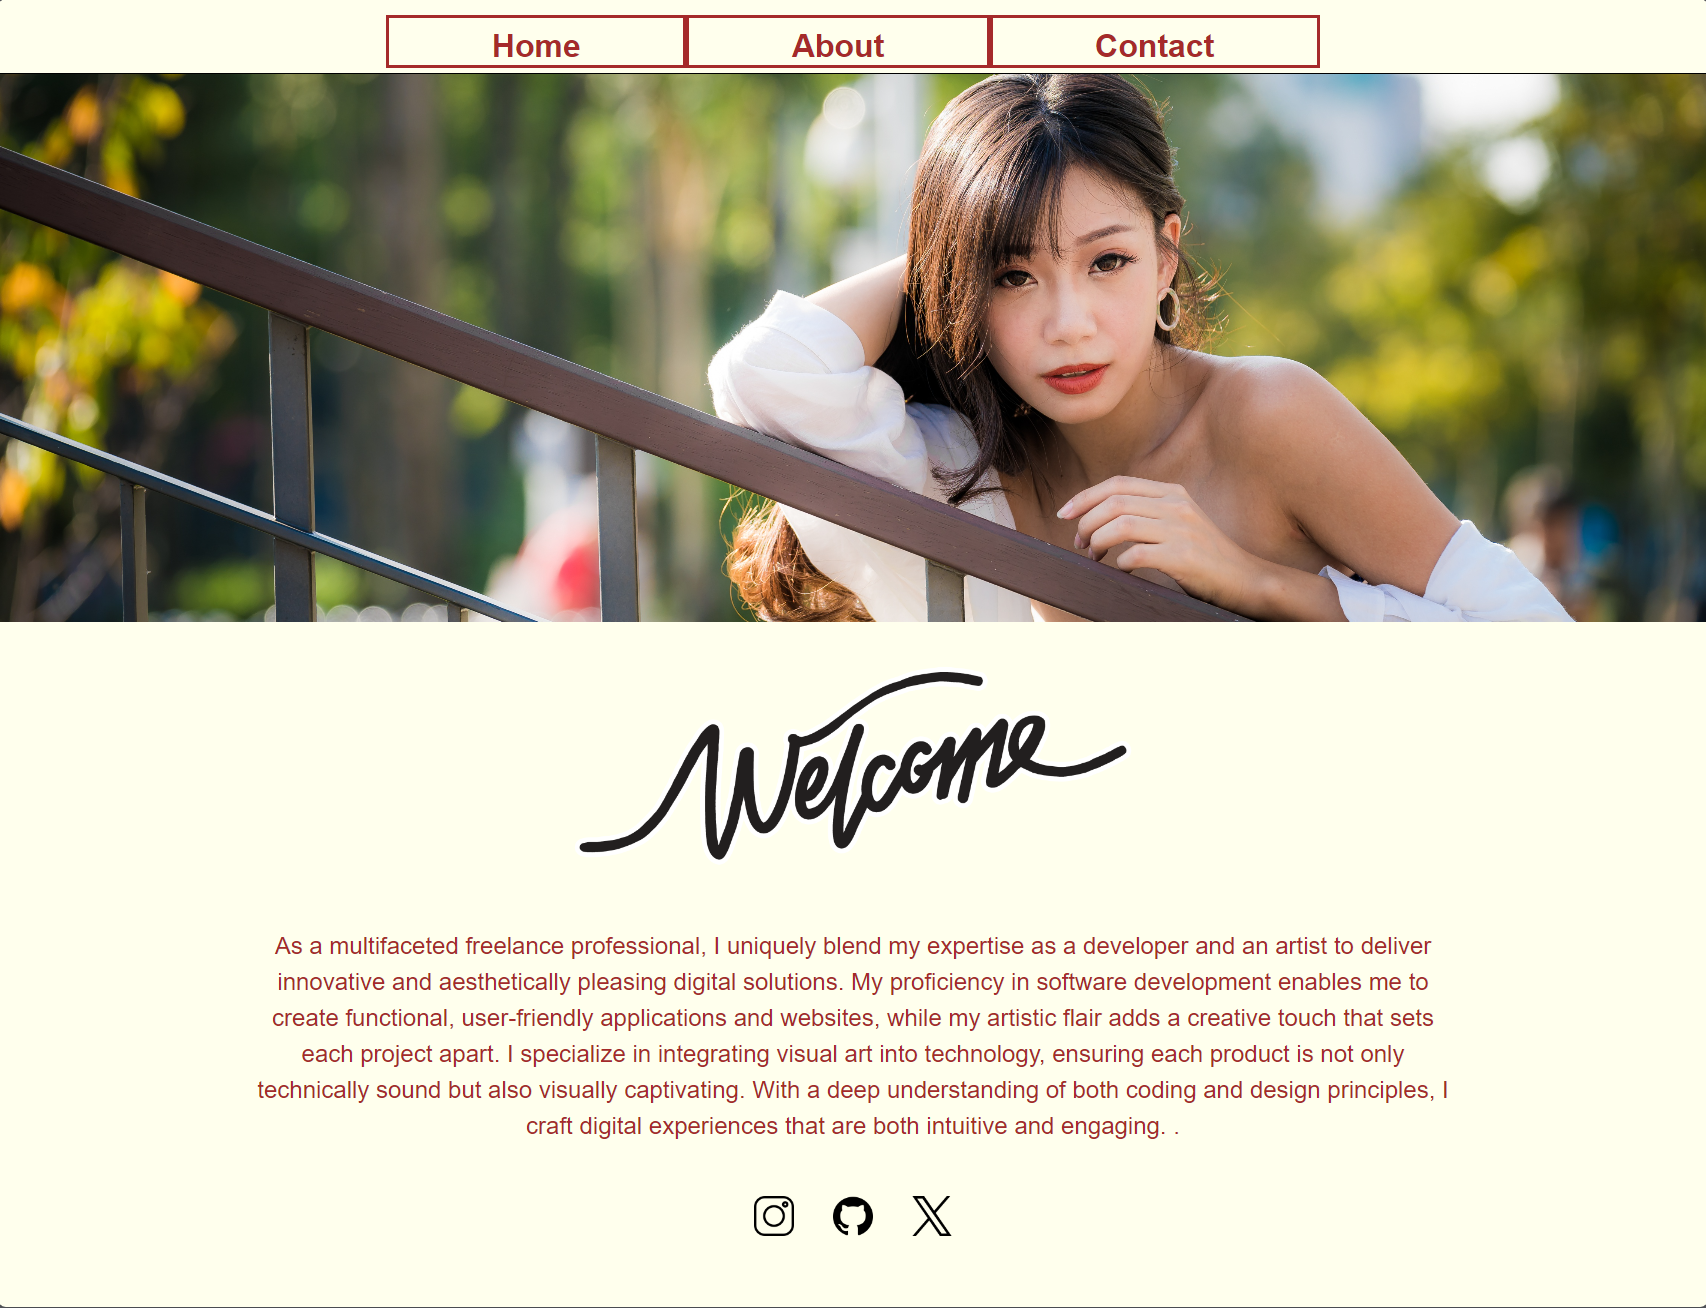 Home About Contact
Welcome
As a multifaceted freelance professional, I uniquely blend my expertise as a developer and an artist to deliver
innovative and aesthetically pleasing digital solutions. My proficiency in software development enables me to
create functional, user-friendly applications and websites, while my artistic flair adds a creative touch that sets
each project apart. I specialize in integrating visual art into technology, ensuring each product is not only
technically sound but also visually captivating. With a deep understanding of both coding and design principles, I
craft digital experiences that are both intuitive and engaging. .